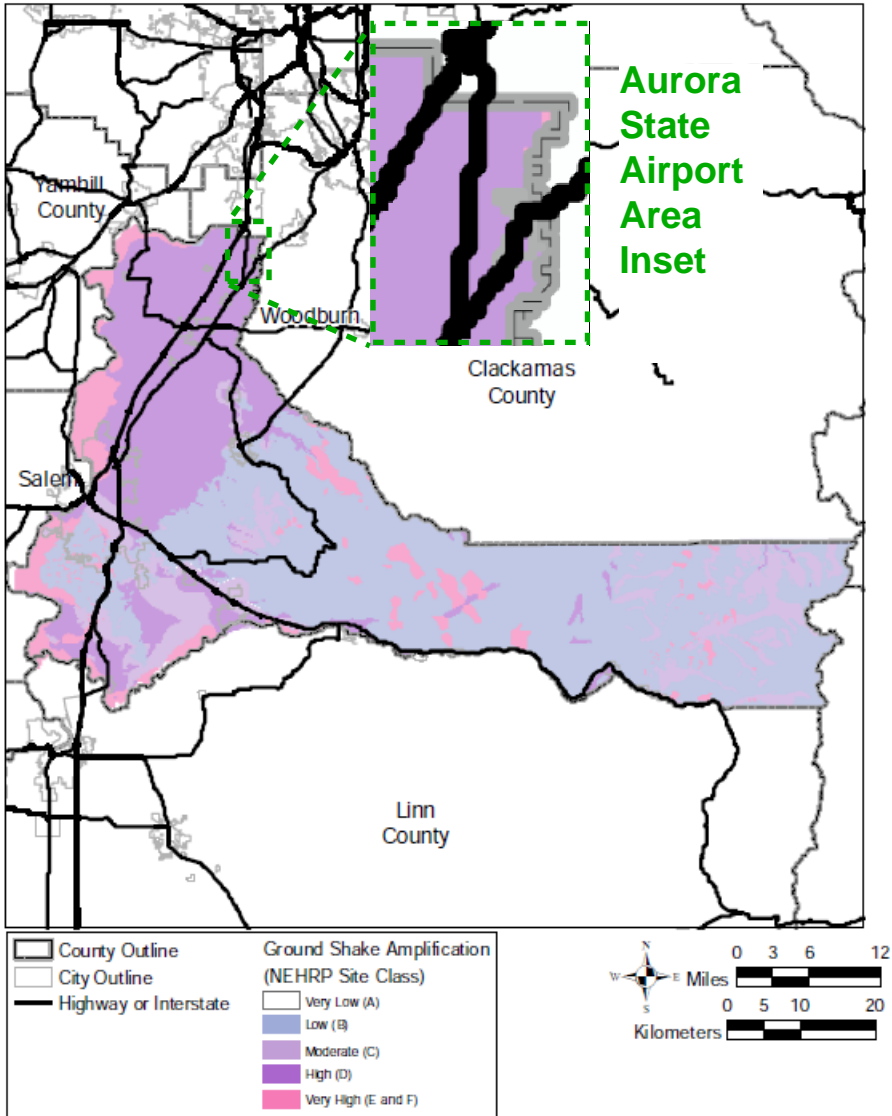 Aurora
State
Airport
Area
Inset
Yamhill
County
Woodburn
Clackamas
County
Salem
Linn
County
County Outline
City Outline
Highway or Interstate
Ground Shake Amplification
(NEHRP Site Class)
Very Low (A)
Low (B)
Moderate (C)
High (D)
Very High (E and F)
N
W
E
S
0 3 6 12
Miles
0 5 10 20
Kilometers